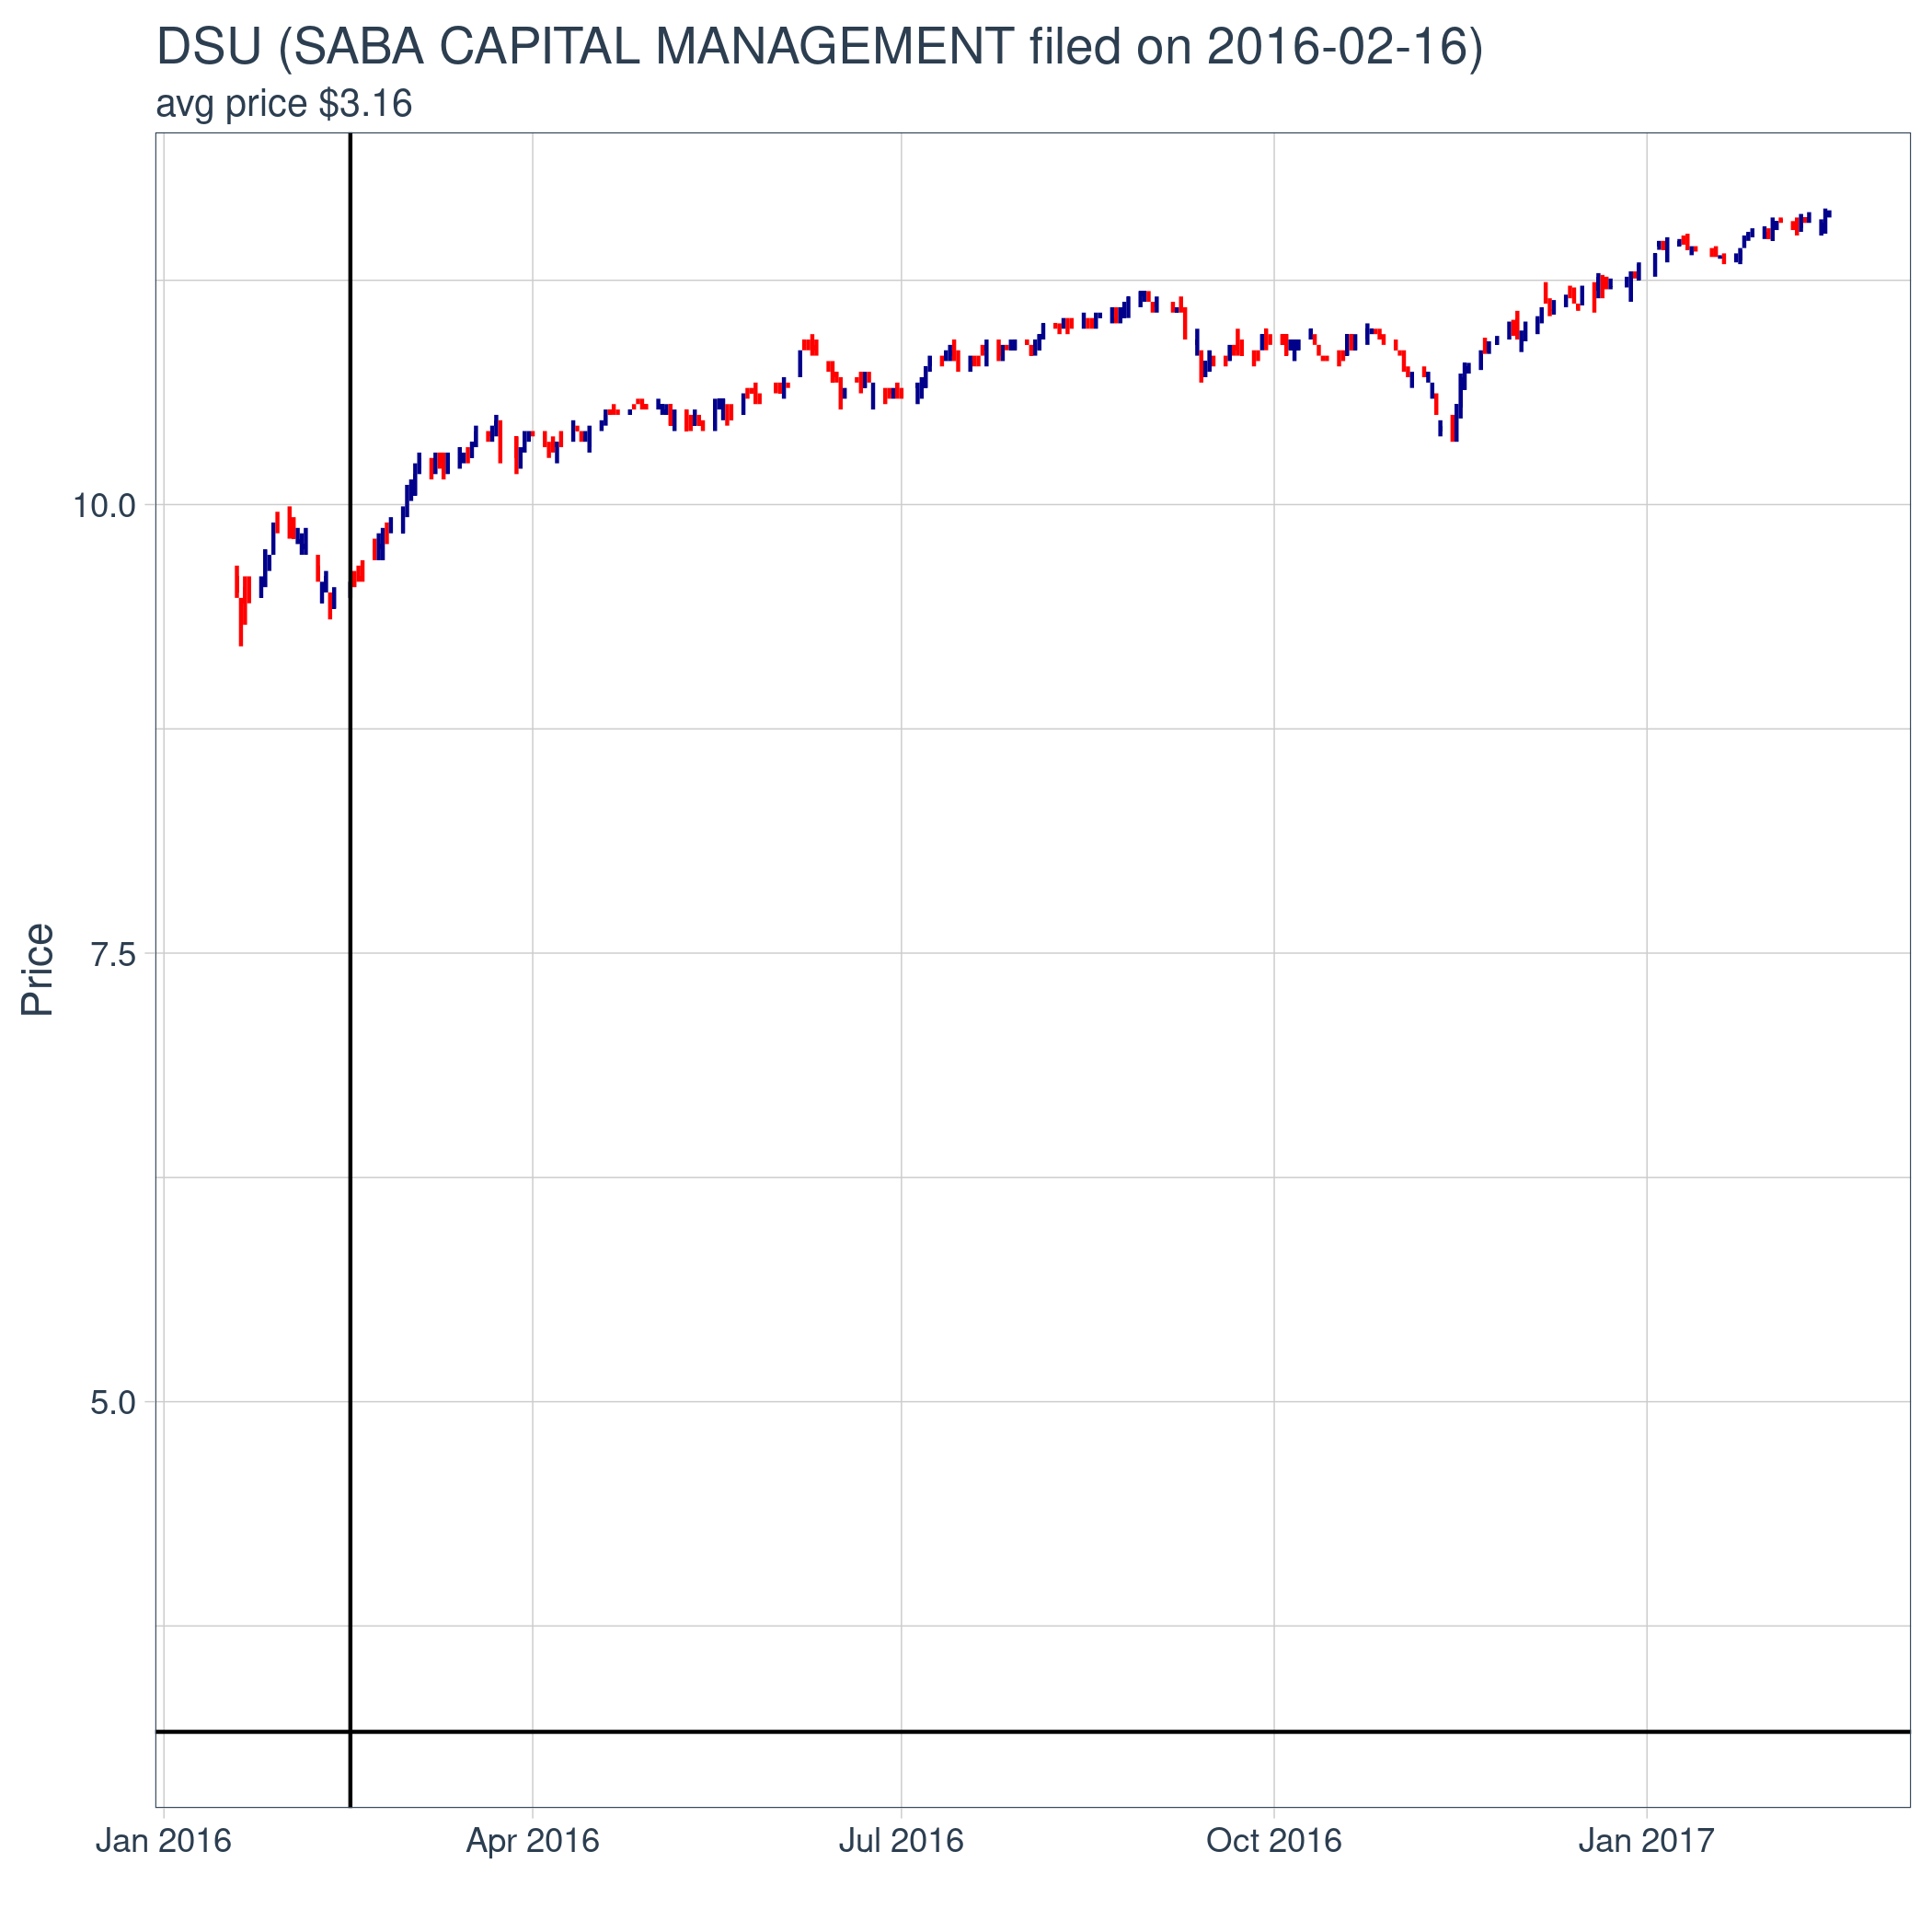 DSU (SABA CAPITAL MANAGEMENT filed on 2016-02-16)
avg price $3.16
Price
10.0
7.5
5.0
Jan 2016
Apr 2016
Jul 2016
Oct 2016
Jan 2017